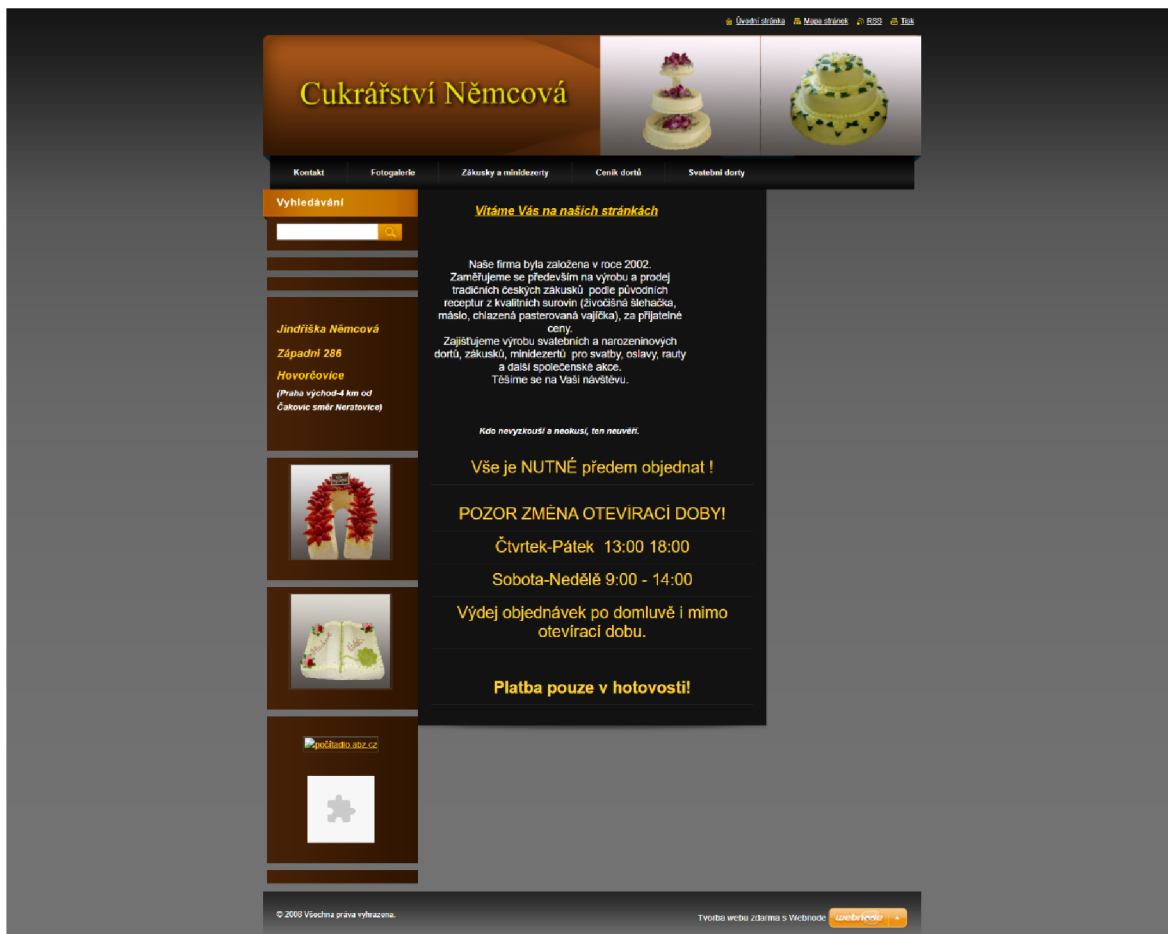 Úvodní stránka Mapa stránek RSS Tisk
Cukrářství Němcová
Kontakt Fotogalerie Zákusky a minidezerty Ceník dortů Svatební dorty
Vyhledávání
Jindřiška Němcová
Západní 286
Hovorčovice
(Praha východ-4 km od
Čakovic směr Neratovice)
počítadlo.abz.cz
Vítáme Vás na našich stránkách
Naše firma byla založena v roce 2002.
Zaměřujeme se především na výrobu a prodej
tradičních českých zákusků podle původních
receptur z kvalitních surovin (živočišná šlehačka,
máslo, chlazená pasterovaná vajíčka), za přijatelné
ceny.
Zajišťujeme výrobu svatebních a narozeninových
dortů, zákusků, minidezertů pro svatby, oslavy, rauty
a další společenské akce.
Těšíme se na Vaši návštěvu.
Kdo nevyzkouší a neokusí, ten neuvěří.
Vše je NUTNÉ předem objednat !
POZOR ZMĚNA OTEVÍRACÍ DOBY!
Čtvrtek-Pátek 13:00 18:00
Sobota-Nedělě 9:00 - 14:00
Výdej objednávek po domluvě i mimo
otevírací dobu.
Platba pouze v hotovosti!
© 2008 Všechna práva vyhrazena.
Tvorba webu zdarma s Webnode webnode